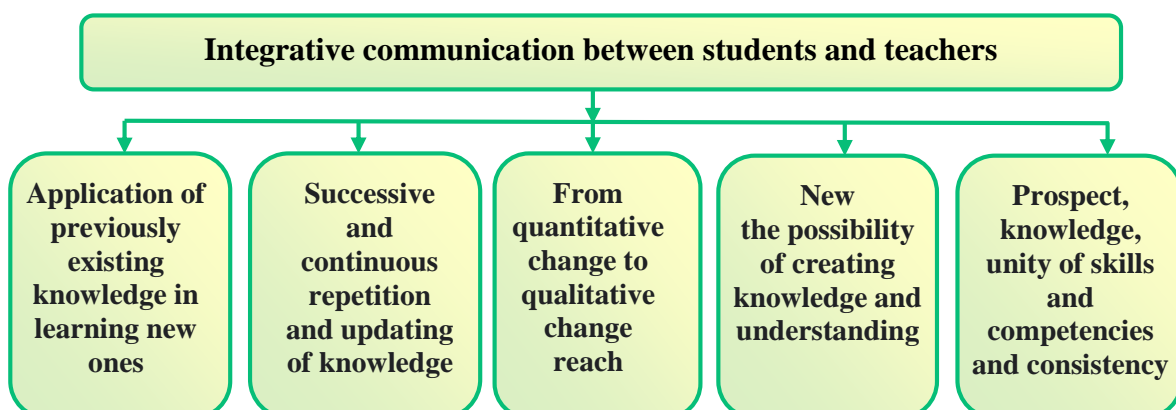 Integrative communication between students and teachers
Application of
previously
existing
knowledge in
learning new
ones
Successive
and
continuous
repetition
and updating
of knowledge
From
quantitative
change to
qualitative
change
reach
New
the possibility
of creating
knowledge and
understanding
Prospect,
knowledge,
unity of skills
and
competencies
and consistency